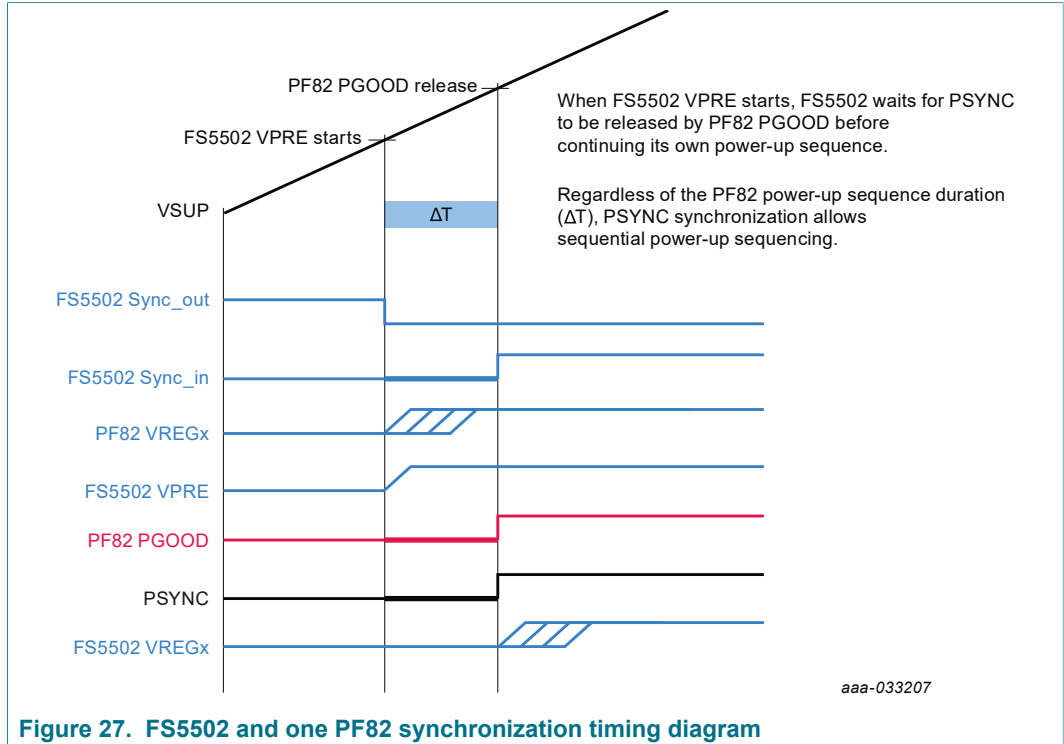 PF82 PGOOD release
FS5502 VPRE starts
When FS5502 VPRE starts, FS5502 waits for PSYNC
to be released by PF82 PGOOD before
continuing its own power-up sequence.
Regardless of the PF82 power-up sequence duration
(ΔT), PSYNC synchronization allows
sequential power-up sequencing.
VSUP
ΔT
FS5502 Sync_out
FS5502 Sync_in
PF82 VREGx
FS5502 VPRE
PF82 PGOOD
PSYNC
FS5502 VREGx
aaa-033207
Figure 27. FS5502 and one PF82 synchronization timing diagram